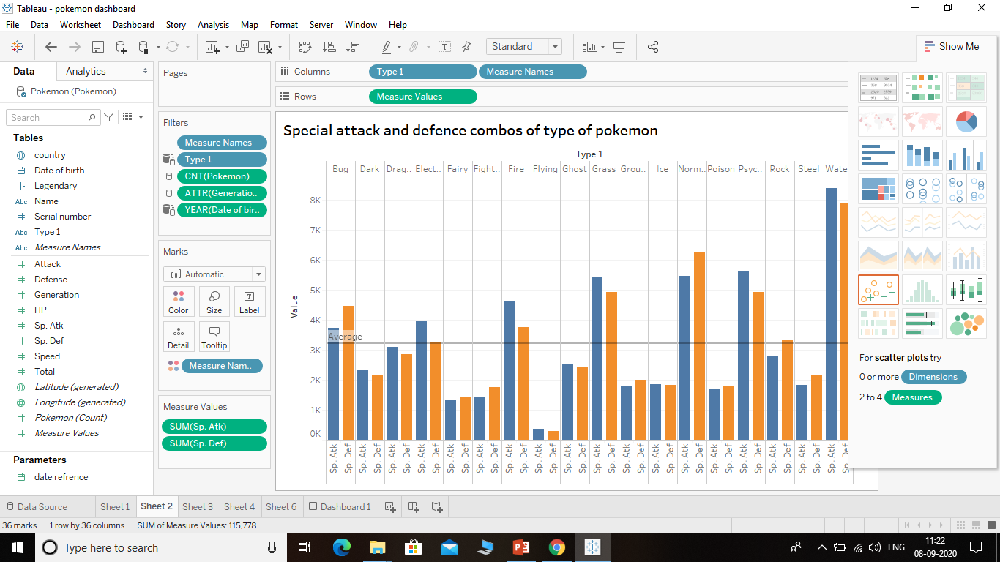 Tableau - pokemon dashboard
File Data Worksheet Dashboard Story Analysis Map Format Server Window Help
Standard
Show Me
Data Analytics
Pokemon (Pokemon)
Search
Tables
country
Date of birth
Legendary
Name
Serial number
Type 1
Measure Names
Attack
Defense
Generation
HP
Sp. Atk
Sp. Def
Speed
Total
Latitude (generated)
Longitude (generated)
Pokemon (Count)
Measure Values
Parameters
date refrence
Pages
Filters
Measure Names
Type 1
CNT(Pokemon)
ATTR(Generatio..
YEAR(Date of bir..
Marks
Automatic
Color Size Label
Detail Tooltip
Measure Nam..
Measure Values
SUM(Sp. Atk)
SUM(Sp. Def)
Columns Type 1 Measure Names
Rows Measure Values
Special attack and defence combos of type of pokemon
Type 1
Bug Dark Drag.. Elect.. Fairy Fight.. Fire Flying Ghost Grass Grou.. Ice Norm.. Poison Psyc.. Rock Steel Wate
8K
7K
6K
5K
4K
3K
2K
1K
0K
Value
Average
Sp. Atk Sp. Def Sp. Atk Sp. Def Sp. Atk Sp. Def Sp. Atk Sp. Def Sp. Atk Sp. Def Sp. Atk Sp. Def Sp. Atk Sp. Def Sp. Atk Sp. Def Sp. Atk Sp. Def Sp. Atk Sp. Def Sp. Atk Sp. Def Sp. Atk Sp. Def Sp. Atk Sp. Def Sp. Atk Sp. Def Sp. Atk Sp. Def Sp. Atk Sp. Def Sp. Atk Sp. Def Sp. Atk Sp. Def
For scatter plots try
0 or more Dimensions
2 to 4 Measures
Data Source Sheet 1 Sheet 2 Sheet 3 Sheet 4 Sheet 6 Dashboard 1
36 marks 1 row by 36 columns SUM of Measure Values: 115,778
Type here to search
ENG
11:22
08-09-2020